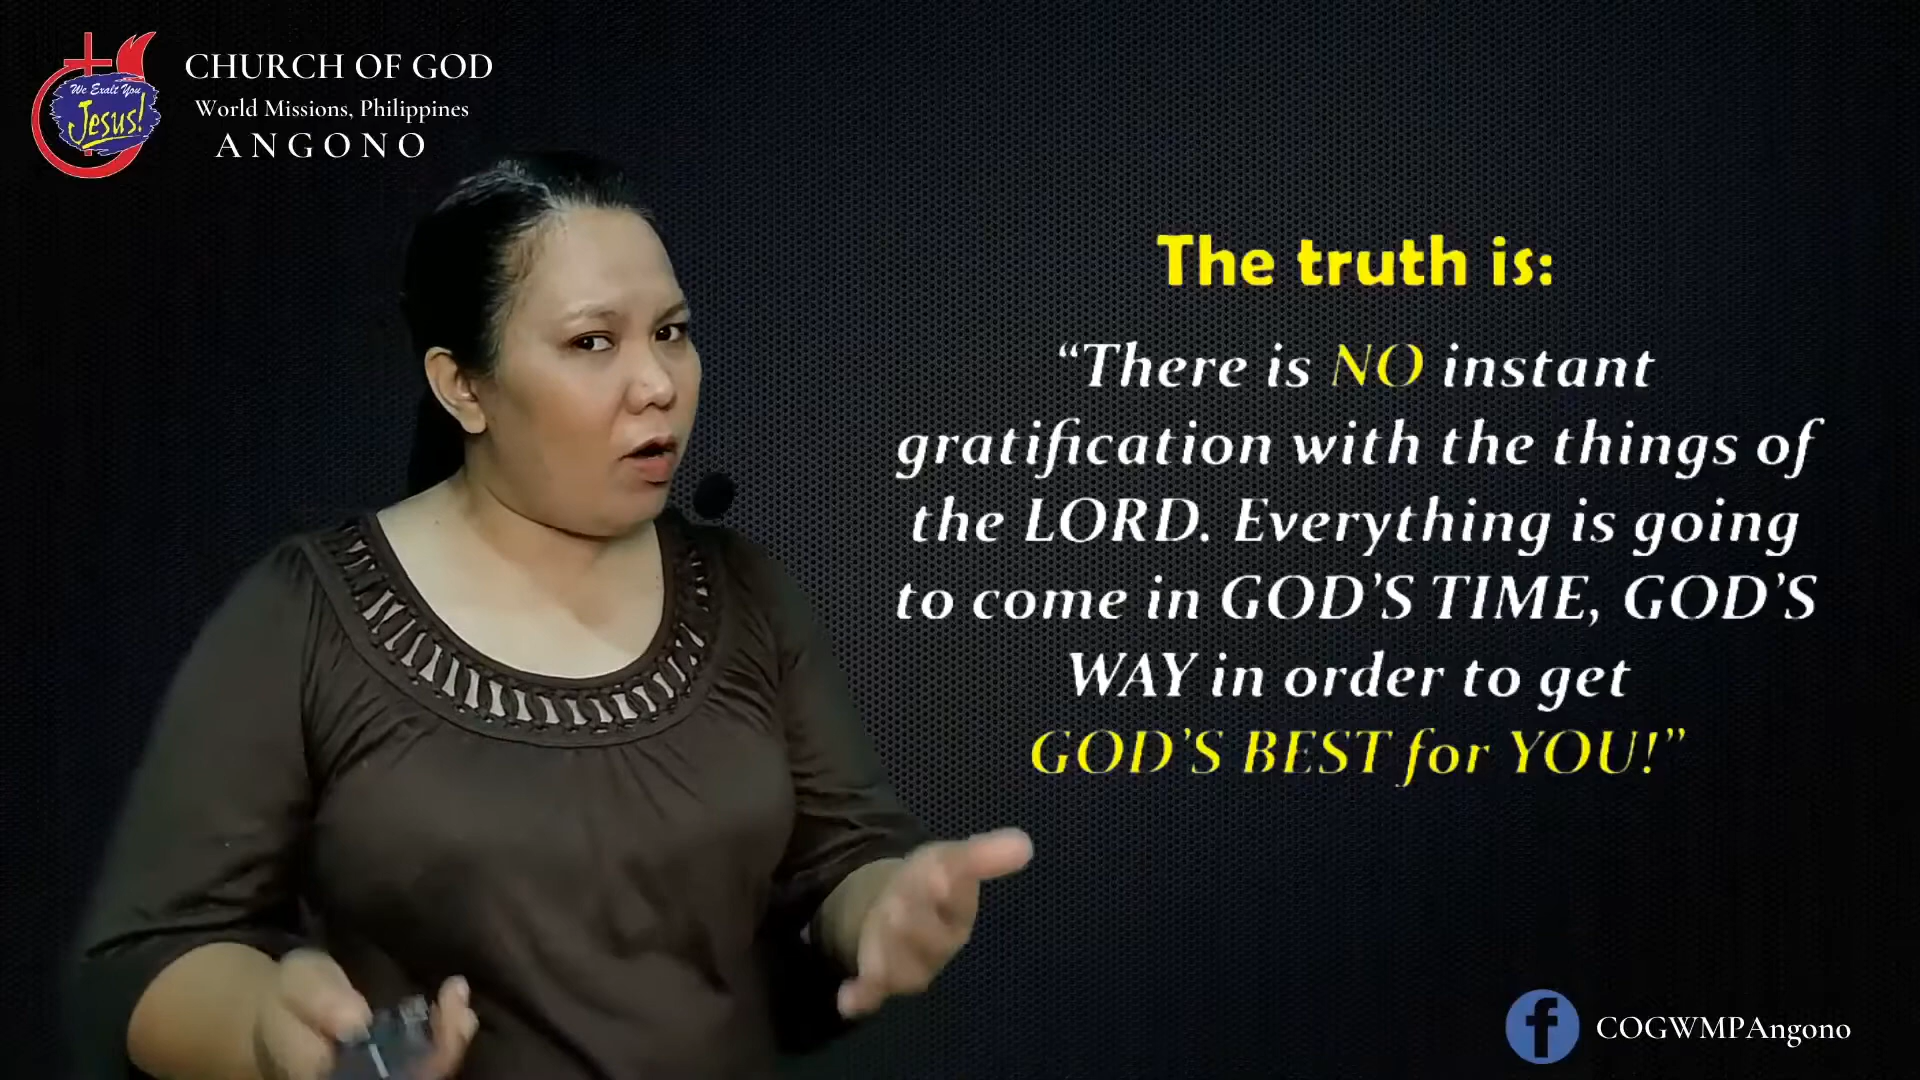 We Exalt You
Jesus!
CHURCH OF GOD
World Missions, Philippines
ANGONO
The truth is:
“There is NO instant
gratification with the things of
the LORD. Everything is going
to come in GOD’S TIME, GOD’S
WAY in order to get
GOD’S BEST for YOU!”
f COGWMPAngono